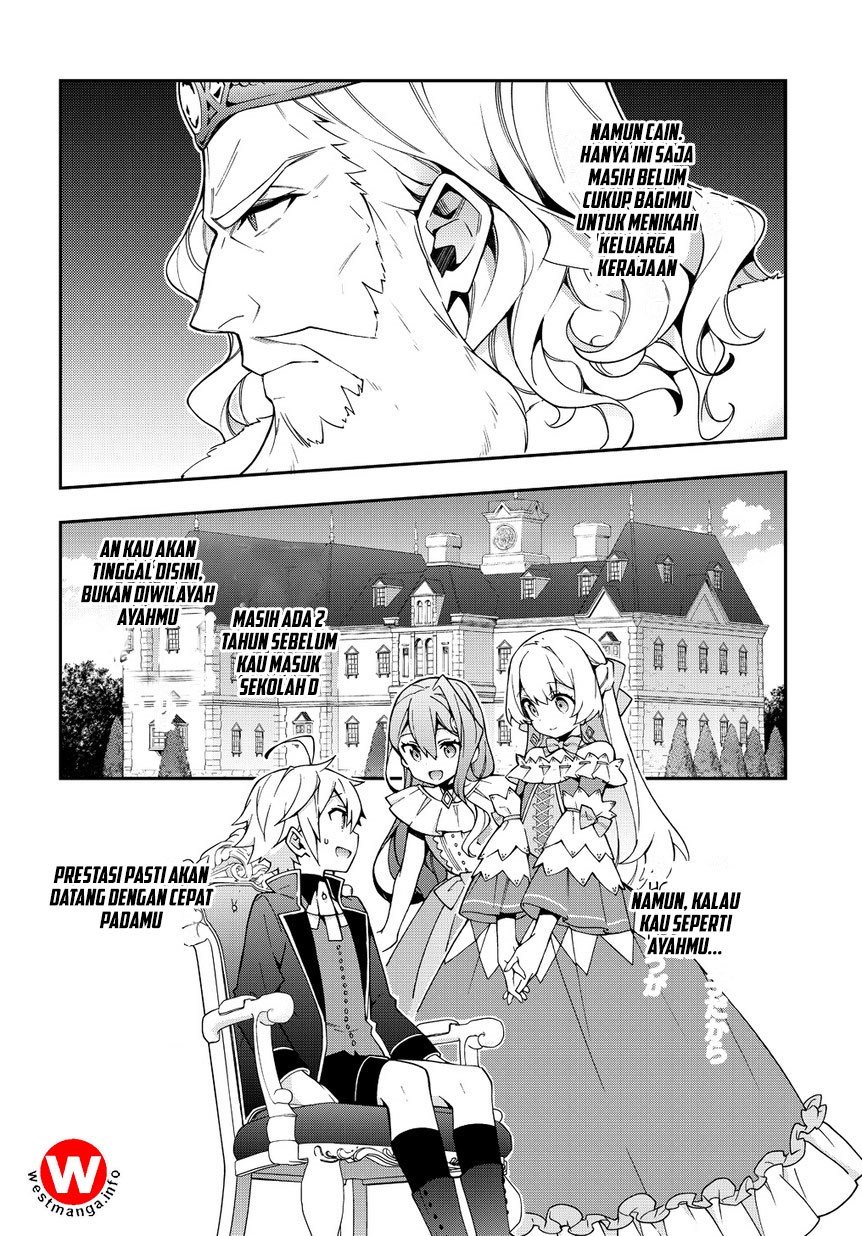 NAMUN CAIN.
HANYA INI SAJA
MASIH BELUM
CUKUP BAGIMU
UNTUK MENIKAHI
KELUARGA
KERAJAAN
MASIH ADA 2
TAHUN SEBELUM
KAU MASUK
SEKOLAH D
AN KAU AKAN
TINGGAL DISINI,
BUKAN DIWILAYAH
AYAHMU
NAMUN, KALAU
KAU SEPERTI
AYAHMU...
PRESTASI PASTI AKAN
DATANG DENGAN CEPAT
PADAMU
W
westmanga.info